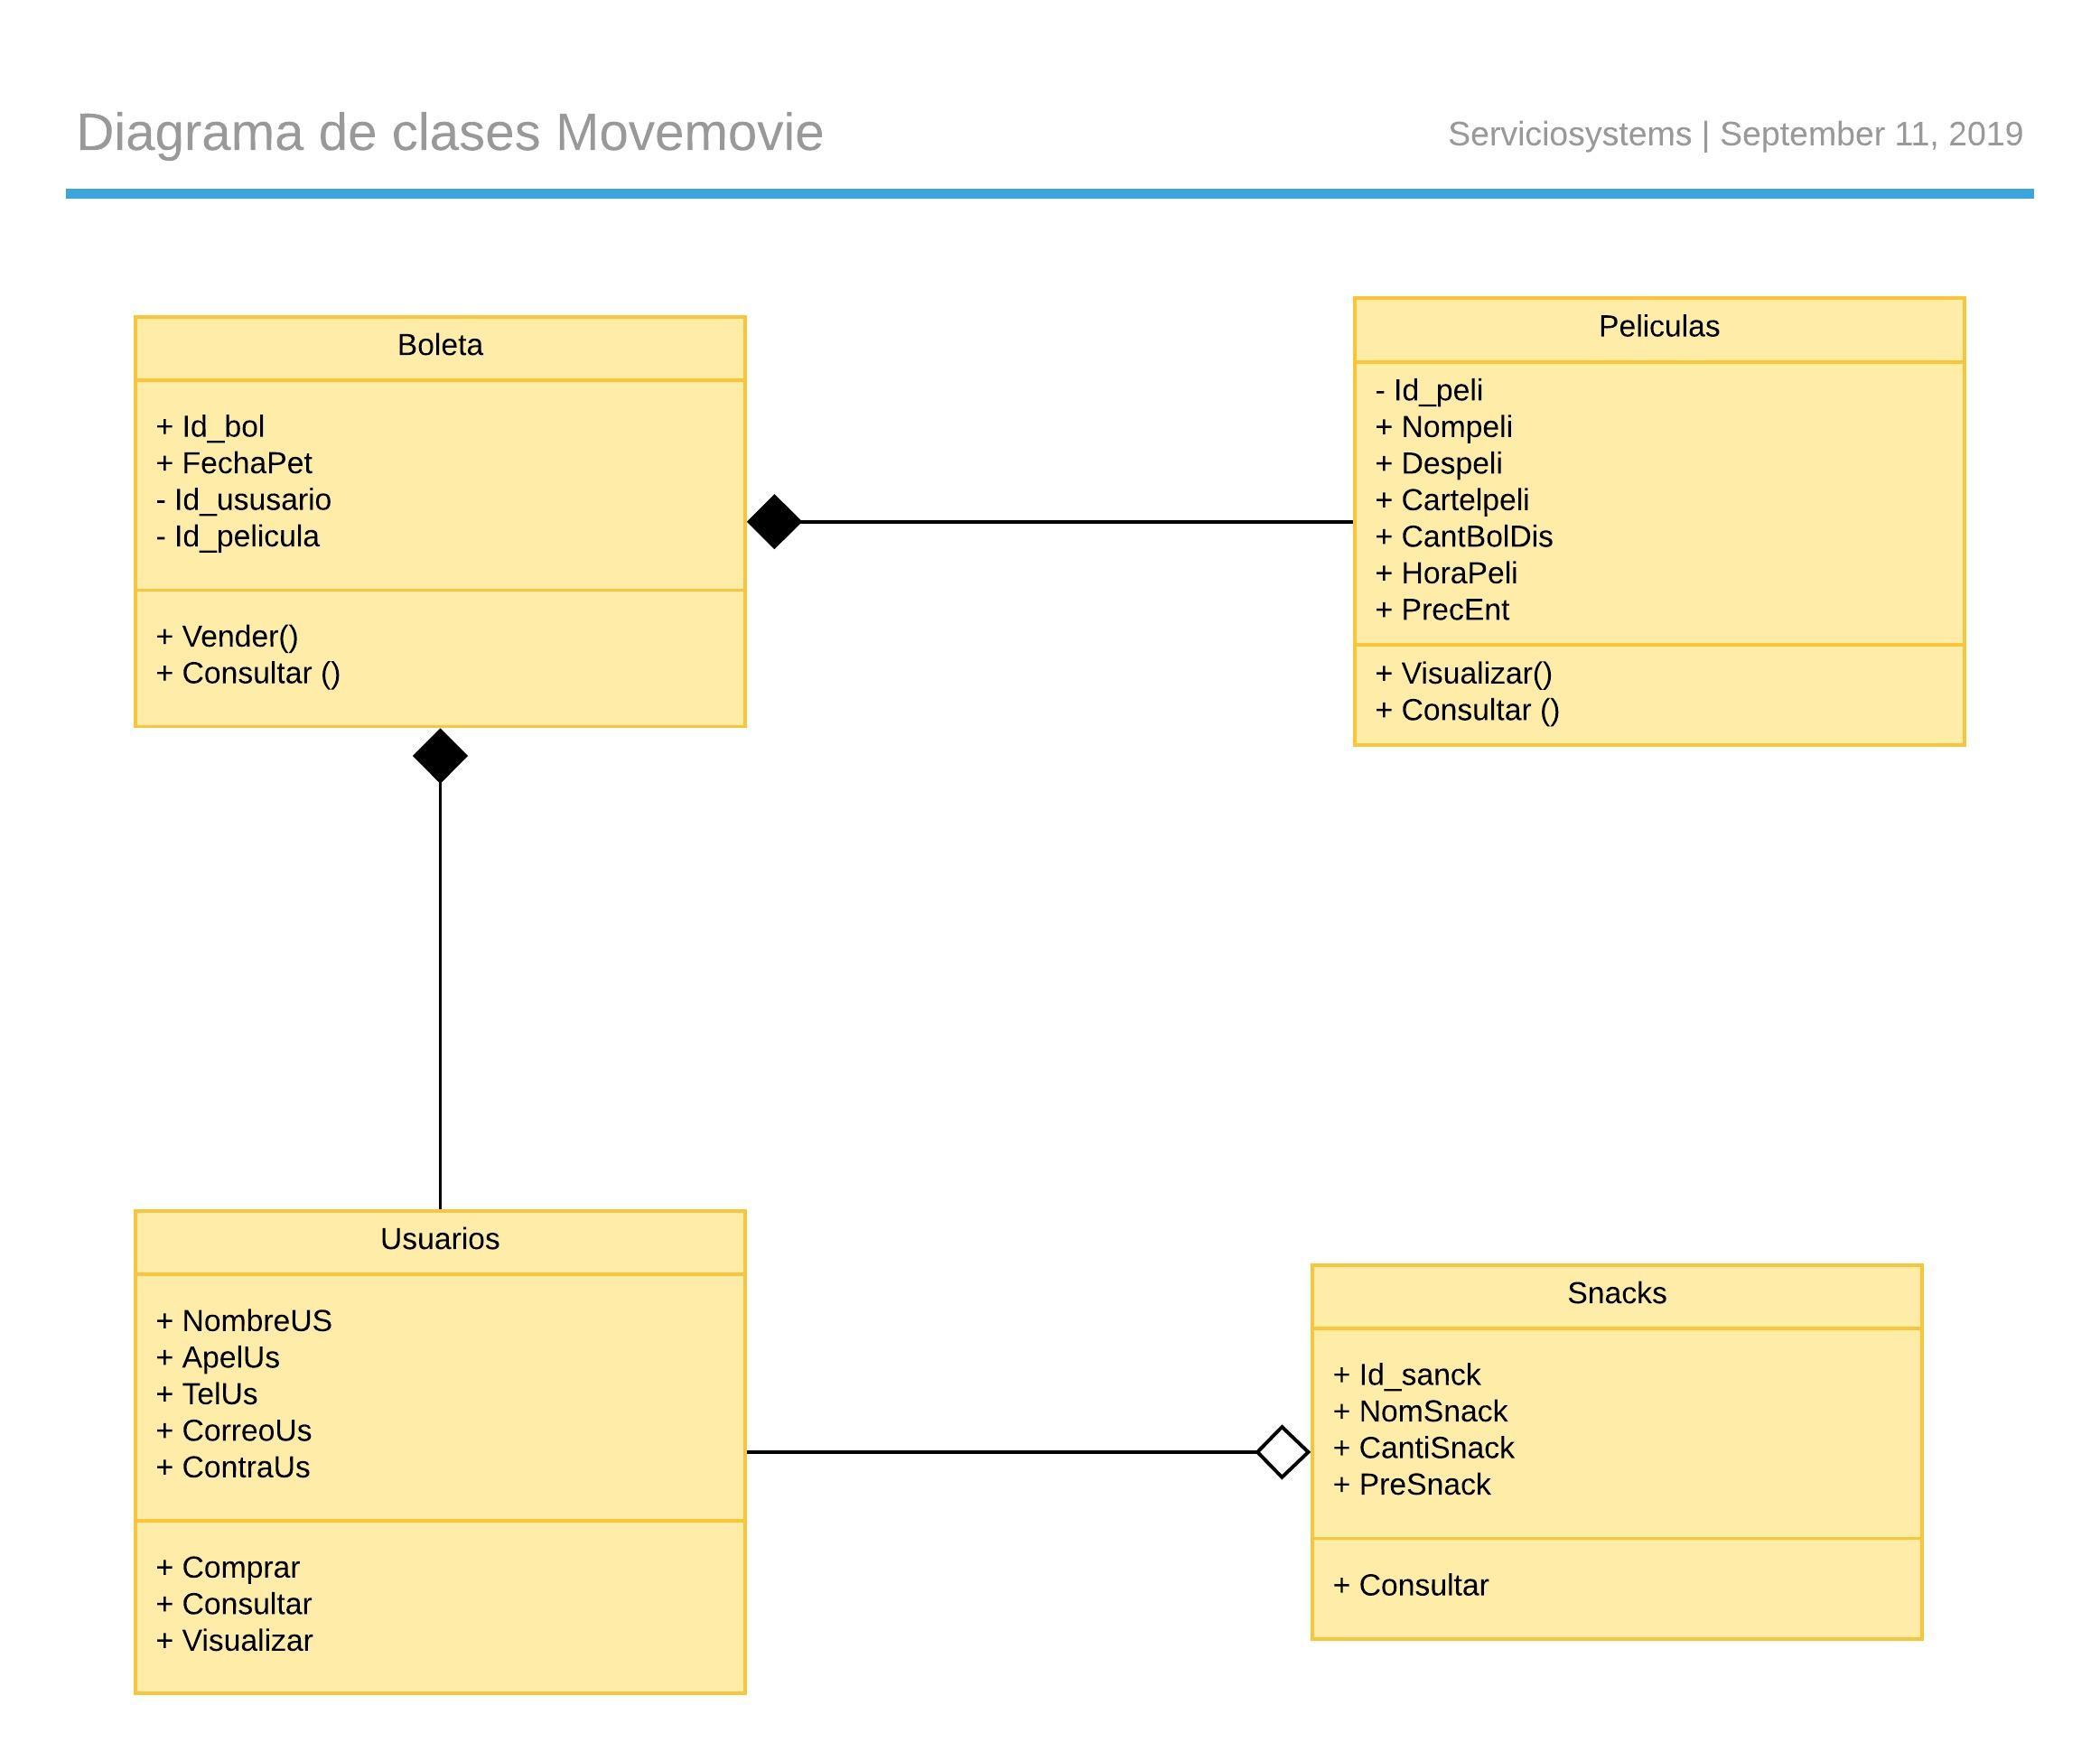 Diagrama de clases Movemovie
Serviciosystems | September 11, 2019
Boleta
+ Id_bol
+ FechaPet
- Id_ususario
- Id_pelicula
+ Vender()
+ Consultar ()
Peliculas
- Id_peli
+ Nompeli
+ Despeli
+ Cartelpeli
+ CantBolDis
+ HoraPeli
+ PrecEnt
+ Visualizar()
+ Consultar ()
Usuarios
+ NombreUS
+ ApelUs
+ TelUs
+ CorreoUs
+ ContraUs
+ Comprar
+ Consultar
+ Visualizar
Snacks
+ Id_sanck
+ NomSnack
+ CantiSnack
+ PreSnack
+ Consultar